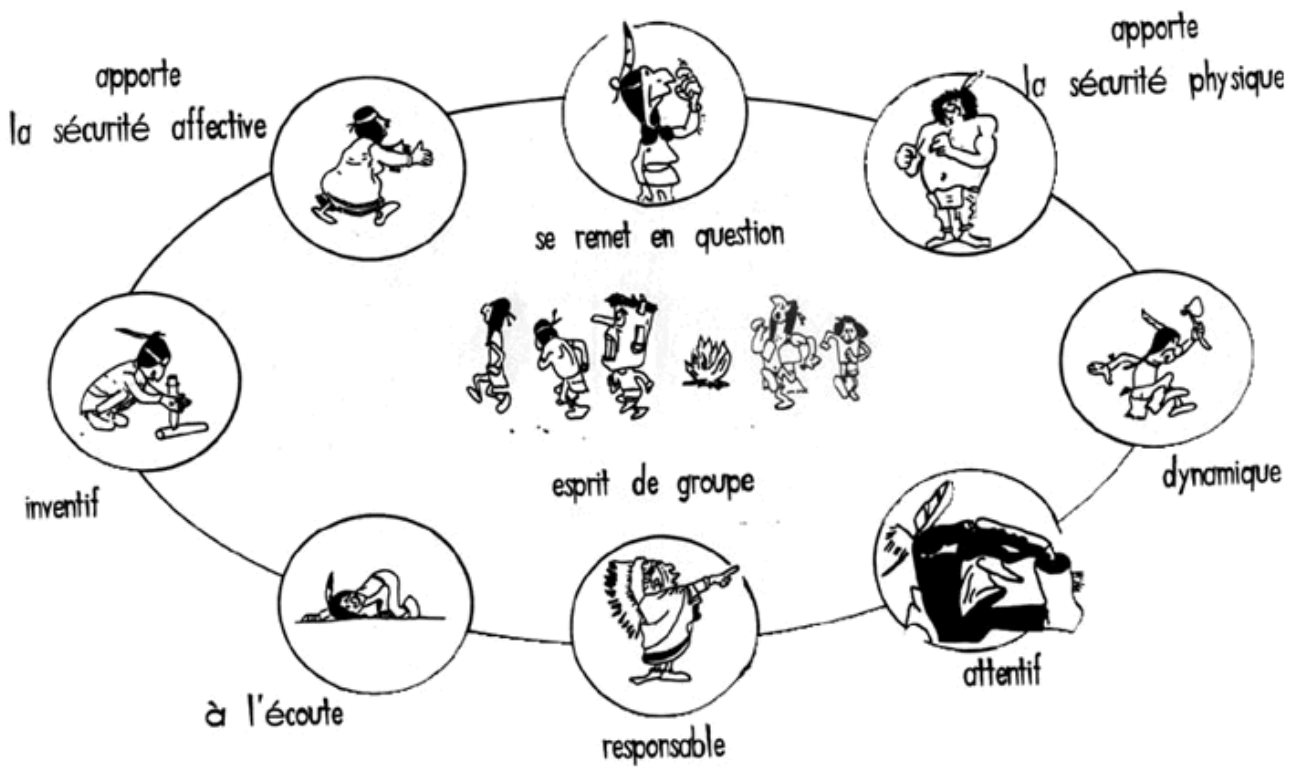 apporte
la sécurité affective
apporte
la sécurité physique
se remet en question
esprit de groupe
inventif
dynamique
à l'écoute
responsable
attentif